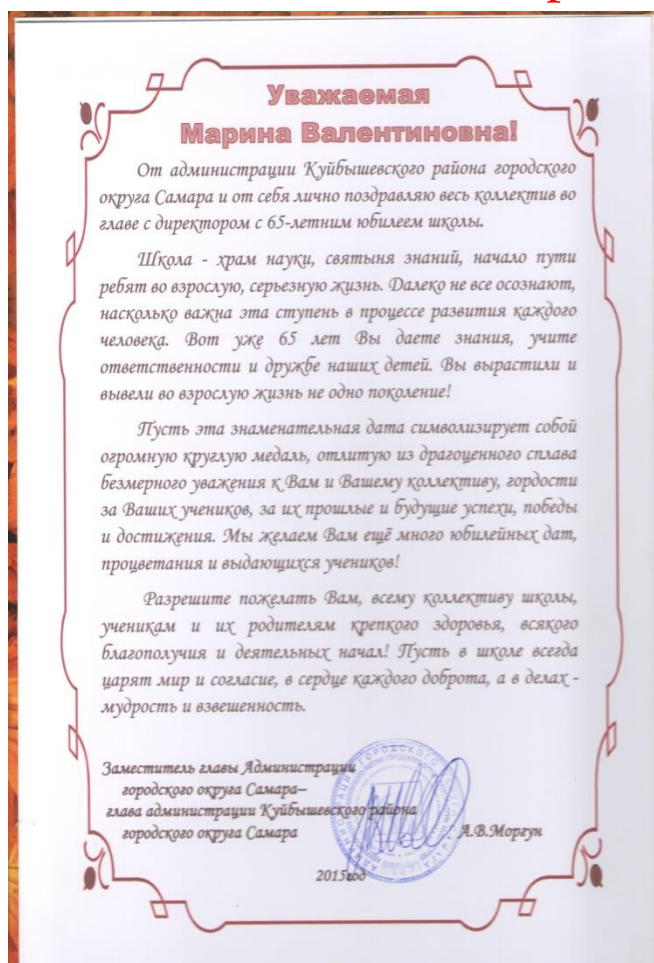 Уважаемая
Марина Валентиновна!
От администрации Куйбышевского района городского
округа Самара и от себя лично поздравляю весь коллектив во
главе с директором с 65-летним юбилеем школы.
Школа - храм науки, святыня знаний, начало пути
ребят во взрослую, серьезную жизнь. Далеко не все осознают,
насколько важна эта ступень в процессе развития каждого
человека. Вот уже 65 лет Вы даете знания, учите
ответственности и дружбе наших детей. Вы вырастили и
вывели во взрослую жизнь не одно поколение!
Пусть эта знаменательная дата символизирует собой
огромную круглую медаль, отлитую из драгоценного сплава
безмерного уважения к Вам и Вашему коллективу, гордости
за Ваших учеников, за их прошлые и будущие успехи, победы
и достижения. Мы желаем Вам ещё много юбилейных дат,
процветания и выдающихся учеников!
Разрешите пожелать Вам, всему коллективу школы,
ученикам и их родителям крепкого здоровья, всякого
благополучия и деятельных начал! Пусть в школе всегда
царят мир и согласие, в сердце каждого доброта, а в делах -
мудрость и взвешенность.
Заместитель главы Администрации
городского округа Самара–
глава администрации Куйбышевского района
городского округа Самара А.В.Моргун
2015год